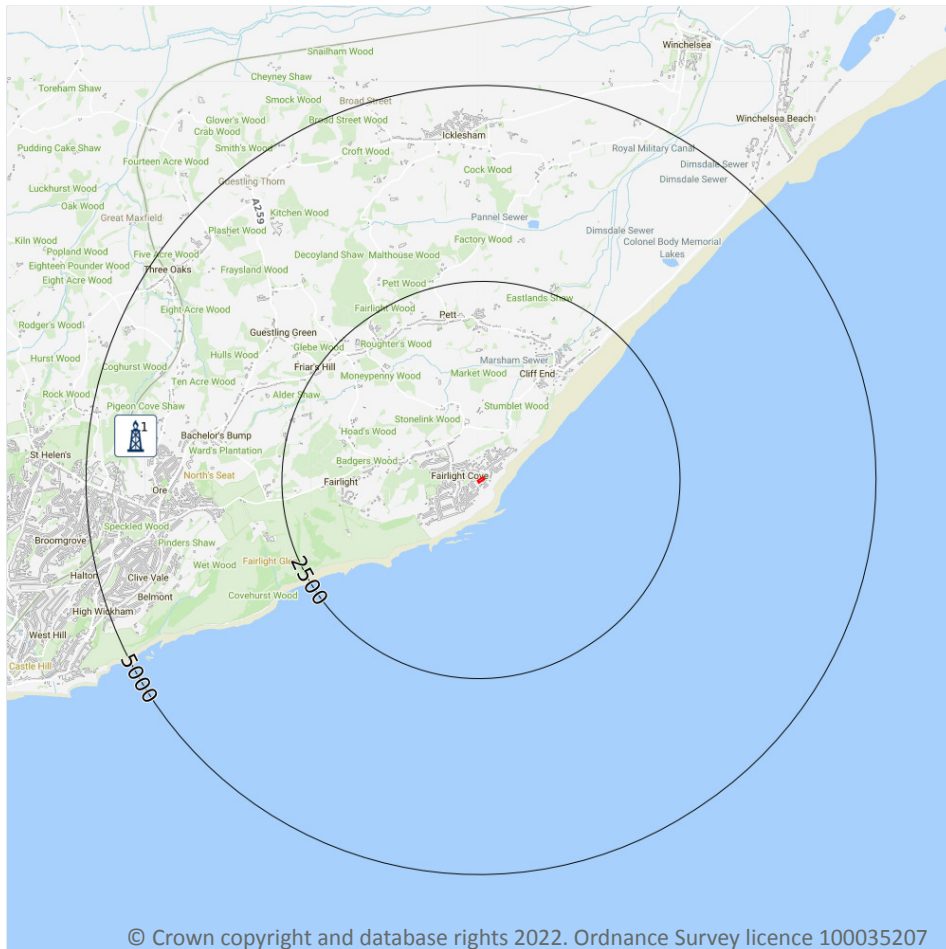 Snailham Wood
Winchelsea
Toreham Shaw
Cheyney Shaw
Smock Wood
Broad Street
Glover's Wood
Broad Street Wood
Crab Wood
Winchelsea Beach
Icklesham
Pudding Cake Shaw
Smith's Wood
Croft Wood
Royal Military Canal
Fourteen Acre Wood
Dimsdale Sewer
Cock Wood
Guestling Thorn
Dimsdale Sewer
Luckhurst Wood
A259
Oak Wood
Kitchen Wood
Great Maxfield
Pannel Sewer
Plashet Wood
Dimsdale Sewer
Kiln Wood
Factory Wood
Colonel Body Memorial
Lakes
Popland Wood
Five Acre Wood
Decoyland Shaw
Malthouse Wood
Eighteen Pounder Wood
Three Oaks
Fraysland Wood
Eight Acre Wood
Pett Wood
Eastlands Shaw
Eight Acre Wood
Fairlight Wood
Pett
Rodger's Wood
Guestling Green
Roughter's Wood
Glebe Wood
Hurst Wood
Hulls Wood
Marsham Sewer
Coghurst Wood
Friar's Hill
Market Wood
Cliff End
Ten Acre Wood
Moneypenny Wood
Rock Wood
Alder Shaw
Pigeon Cove Shaw
Stumblet Wood
Stonelink Wood
1
Hoad's Wood
Bachelor's Bump
Ward's Plantation
St Helen's
Badgers Wood
North's Seat
Fairlight
Fairlight Cove
Ore
Speckled Wood
Broomgrove
Pinders Shaw
Fairlight Gle
Wet Wood
2500
Halton
Clive Vale
Covehurst Wood
Belmont
High Wickham
West Hill
Castle Hill
5000
© Crown copyright and database rights 2022. Ordnance Survey licence 100035207